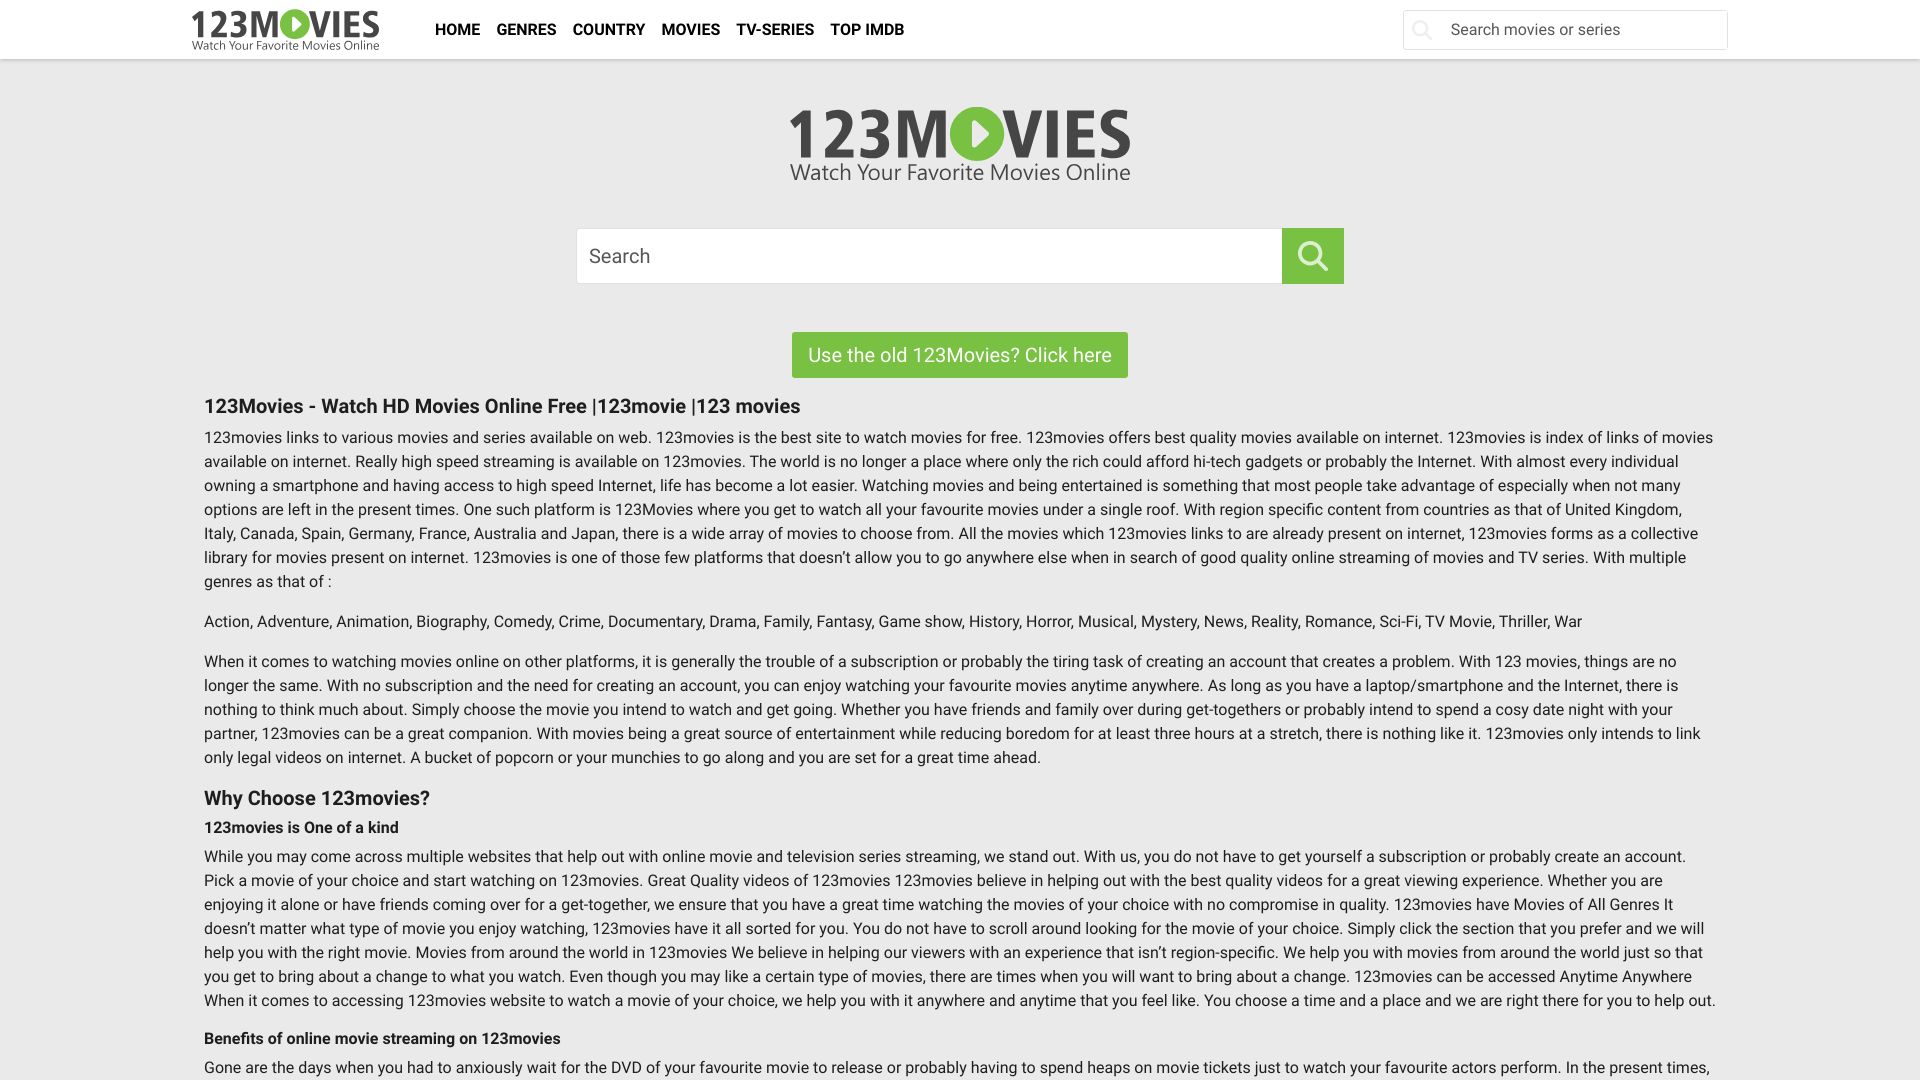 123MOVIES
Watch Your Favorite Movies Online
HOME GENRES COUNTRY MOVIES TV-SERIES TOP IMDB
Search movies or series
123MOVIES
Watch Your Favorite Movies Online
Search
Use the old 123Movies? Click here
123Movies - Watch HD Movies Online Free |123movie |123 movies
123movies links to various movies and series available on web. 123movies is the best site to watch movies for free. 123movies offers best quality movies available on internet. 123movies is index of links of movies
available on internet. Really high speed streaming is available on 123movies. The world is no longer a place where only the rich could afford hi-tech gadgets or probably the Internet. With almost every individual
owning a smartphone and having access to high speed Internet, life has become a lot easier. Watching movies and being entertained is something that most people take advantage of especially when not many
options are left in the present times. One such platform is 123Movies where you get to watch all your favourite movies under a single roof. With region specific content from countries as that of United Kingdom,
Italy, Canada, Spain, Germany, France, Australia and Japan, there is a wide array of movies to choose from. All the movies which 123movies links to are already present on internet, 123movies forms as a collective
library for movies present on internet. 123movies is one of those few platforms that doesn’t allow you to go anywhere else when in search of good quality online streaming of movies and TV series. With multiple
genres as that of :
Action, Adventure, Animation, Biography, Comedy, Crime, Documentary, Drama, Family, Fantasy, Game show, History, Horror, Musical, Mystery, News, Reality, Romance, Sci-Fi, TV Movie, Thriller, War
When it comes to watching movies online on other platforms, it is generally the trouble of a subscription or probably the tiring task of creating an account that creates a problem. With 123 movies, things are no
longer the same. With no subscription and the need for creating an account, you can enjoy watching your favourite movies anytime anywhere. As long as you have a laptop/smartphone and the Internet, there is
nothing to think much about. Simply choose the movie you intend to watch and get going. Whether you have friends and family over during get-togethers or probably intend to spend a cosy date night with your
partner, 123movies can be a great companion. With movies being a great source of entertainment while reducing boredom for at least three hours at a stretch, there is nothing like it. 123movies only intends to link
only legal videos on internet. A bucket of popcorn or your munchies to go along and you are set for a great time ahead.
Why Choose 123movies?
123movies is One of a kind
While you may come across multiple websites that help out with online movie and television series streaming, we stand out. With us, you do not have to get yourself a subscription or probably create an account.
Pick a movie of your choice and start watching on 123movies. Great Quality videos of 123movies 123movies believe in helping out with the best quality videos for a great viewing experience. Whether you are
enjoying it alone or have friends coming over for a get-together, we ensure that you have a great time watching the movies of your choice with no compromise in quality. 123movies have Movies of All Genres It
doesn’t matter what type of movie you enjoy watching, 123movies have it all sorted for you. You do not have to scroll around looking for the movie of your choice. Simply click the section that you prefer and we will
help you with the right movie. Movies from around the world in 123movies We believe in helping our viewers with an experience that isn’t region-specific. We help you with movies from around the world just so that
you get to bring about a change to what you watch. Even though you may like a certain type of movies, there are times when you will want to bring about a change. 123movies can be accessed Anytime Anywhere
When it comes to accessing 123movies website to watch a movie of your choice, we help you with it anywhere and anytime that you feel like. You choose a time and a place and we are right there for you to help out.
Benefits of online movie streaming on 123movies
Gone are the days when you had to anxiously wait for the DVD of your favourite movie to release or probably having to spend heaps on movie tickets just to watch your favourite actors perform. In the present times,